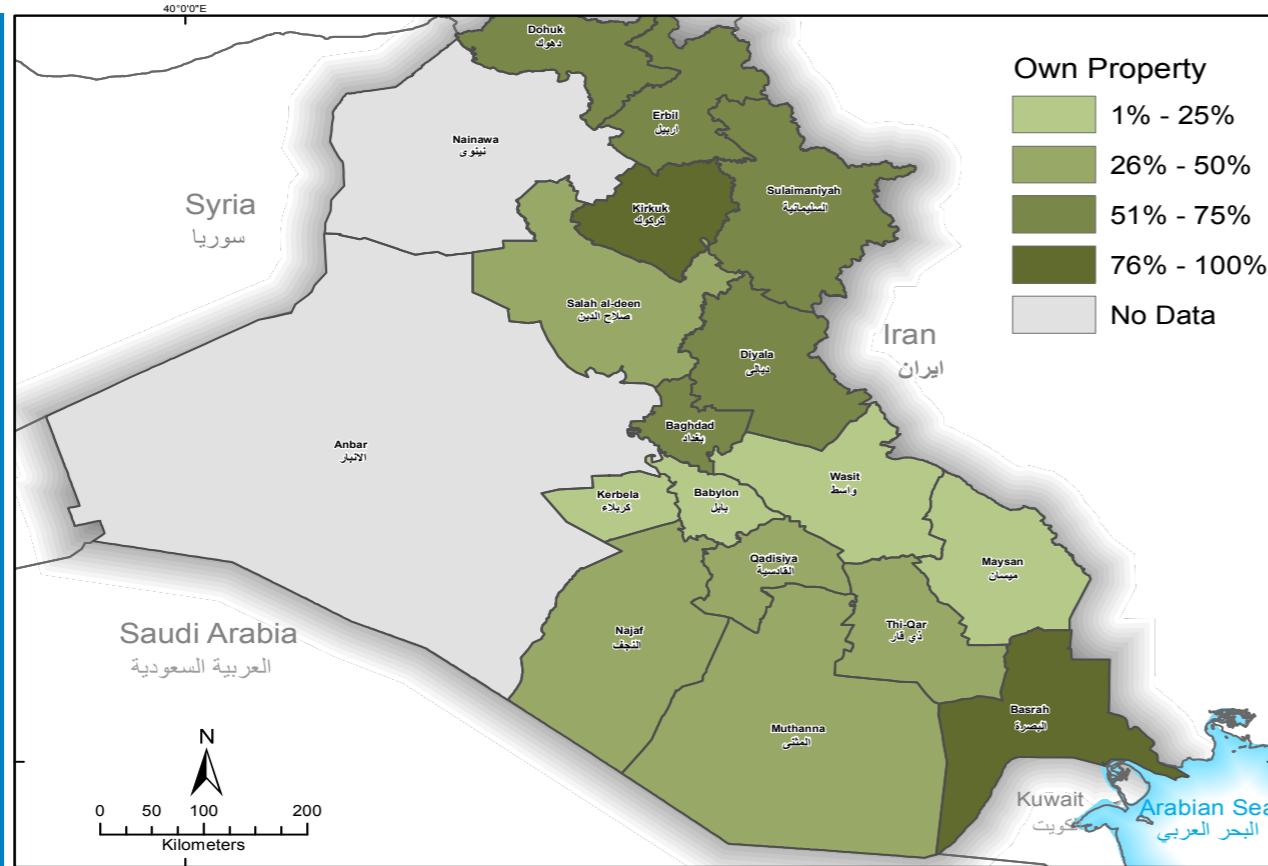 40°0'0"E
Own Property
1% - 25%
26% - 50%
51% - 75%
76% - 100%
No Data
Dohuk
دهوك
Erbil
اربيل
Nainawa
نينوى
Sulaimaniyah
السليمانية
Kirkuk
كركوك
Syria
سوريا
Salah al-deen
صلاح الدين
Iran
ايران
Diyala
ديالى
Baghdad
بغداد
Anbar
الانبار
Wasit
واسط
Kerbela
كربلاء
Babylon
بابل
Qadisiya
القادسية
Maysan
ميسان
Saudi Arabia
العربية السعودية
Najaf
النجف
Thi-Qar
ذي قار
Basrah
البصرة
Muthanna
المثنى
N
0 50 100 200
Kilometers
Kuwait
الكويت
Arabian Sea
البحر العربي